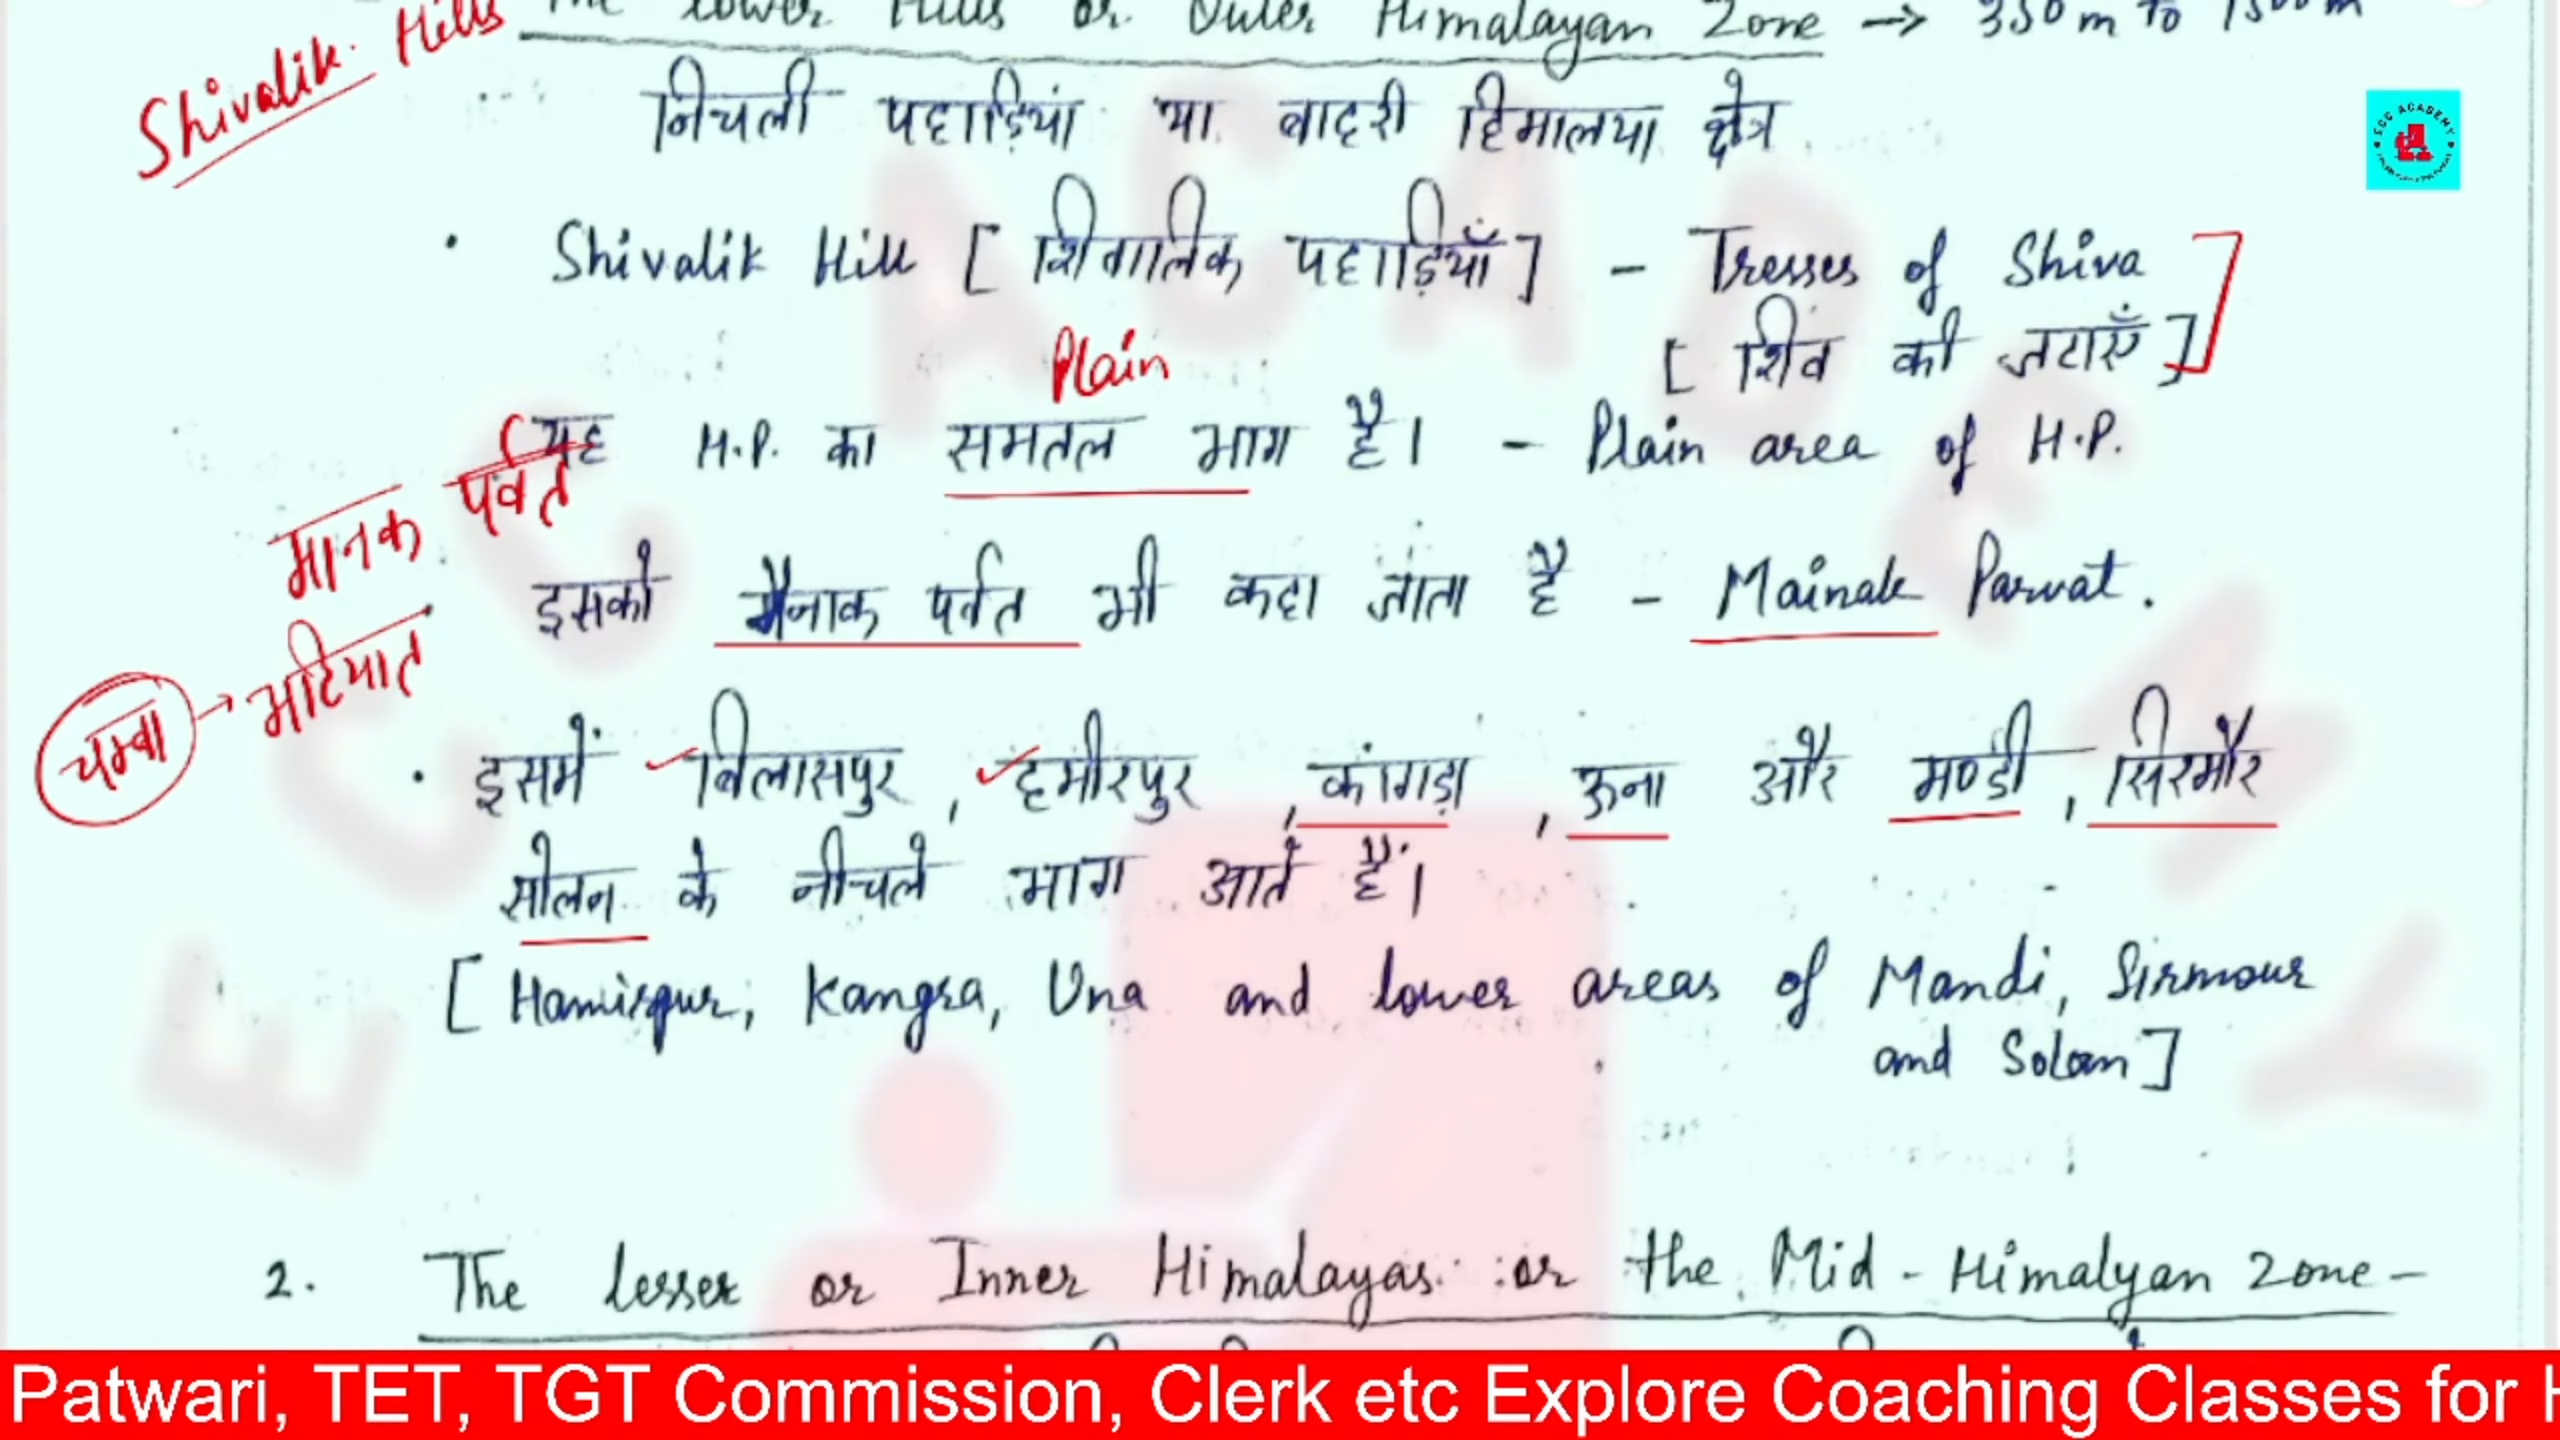 The Lower Hills or Outer Himalayan Zone → 350 m to 1500 m
Shivalik Hills
निचली पहाड़ियां या बाहरी हिमालया क्षेत्र
• Shivalik Hill [ शिवालिक पहाड़ियाँ ] - Tresses of Shiva
[ शिव की जटाएँ ]
Plain
यह H.P. का समतल भाग है। - Plain area of H.P.
मानक पर्वत
इसको मैनाक पर्वत भी कहा जाता है - Mainak Parvat.
चम्बा → भटियात
• इसमें बिलासपुर, हमीरपुर, कांगड़ा, ऊना और मण्डी, सिरमौर
सोलन के नीचले भाग आते हैं।
[ Hamirpur, Kangra, Una and lower areas of Mandi, Sirmour
and Solan ]
2. The lesser or Inner Himalayas or the Mid - Himalyan Zone -
Patwari, TET, TGT Commission, Clerk etc Explore Coaching Classes for H
ECC ACADEMY